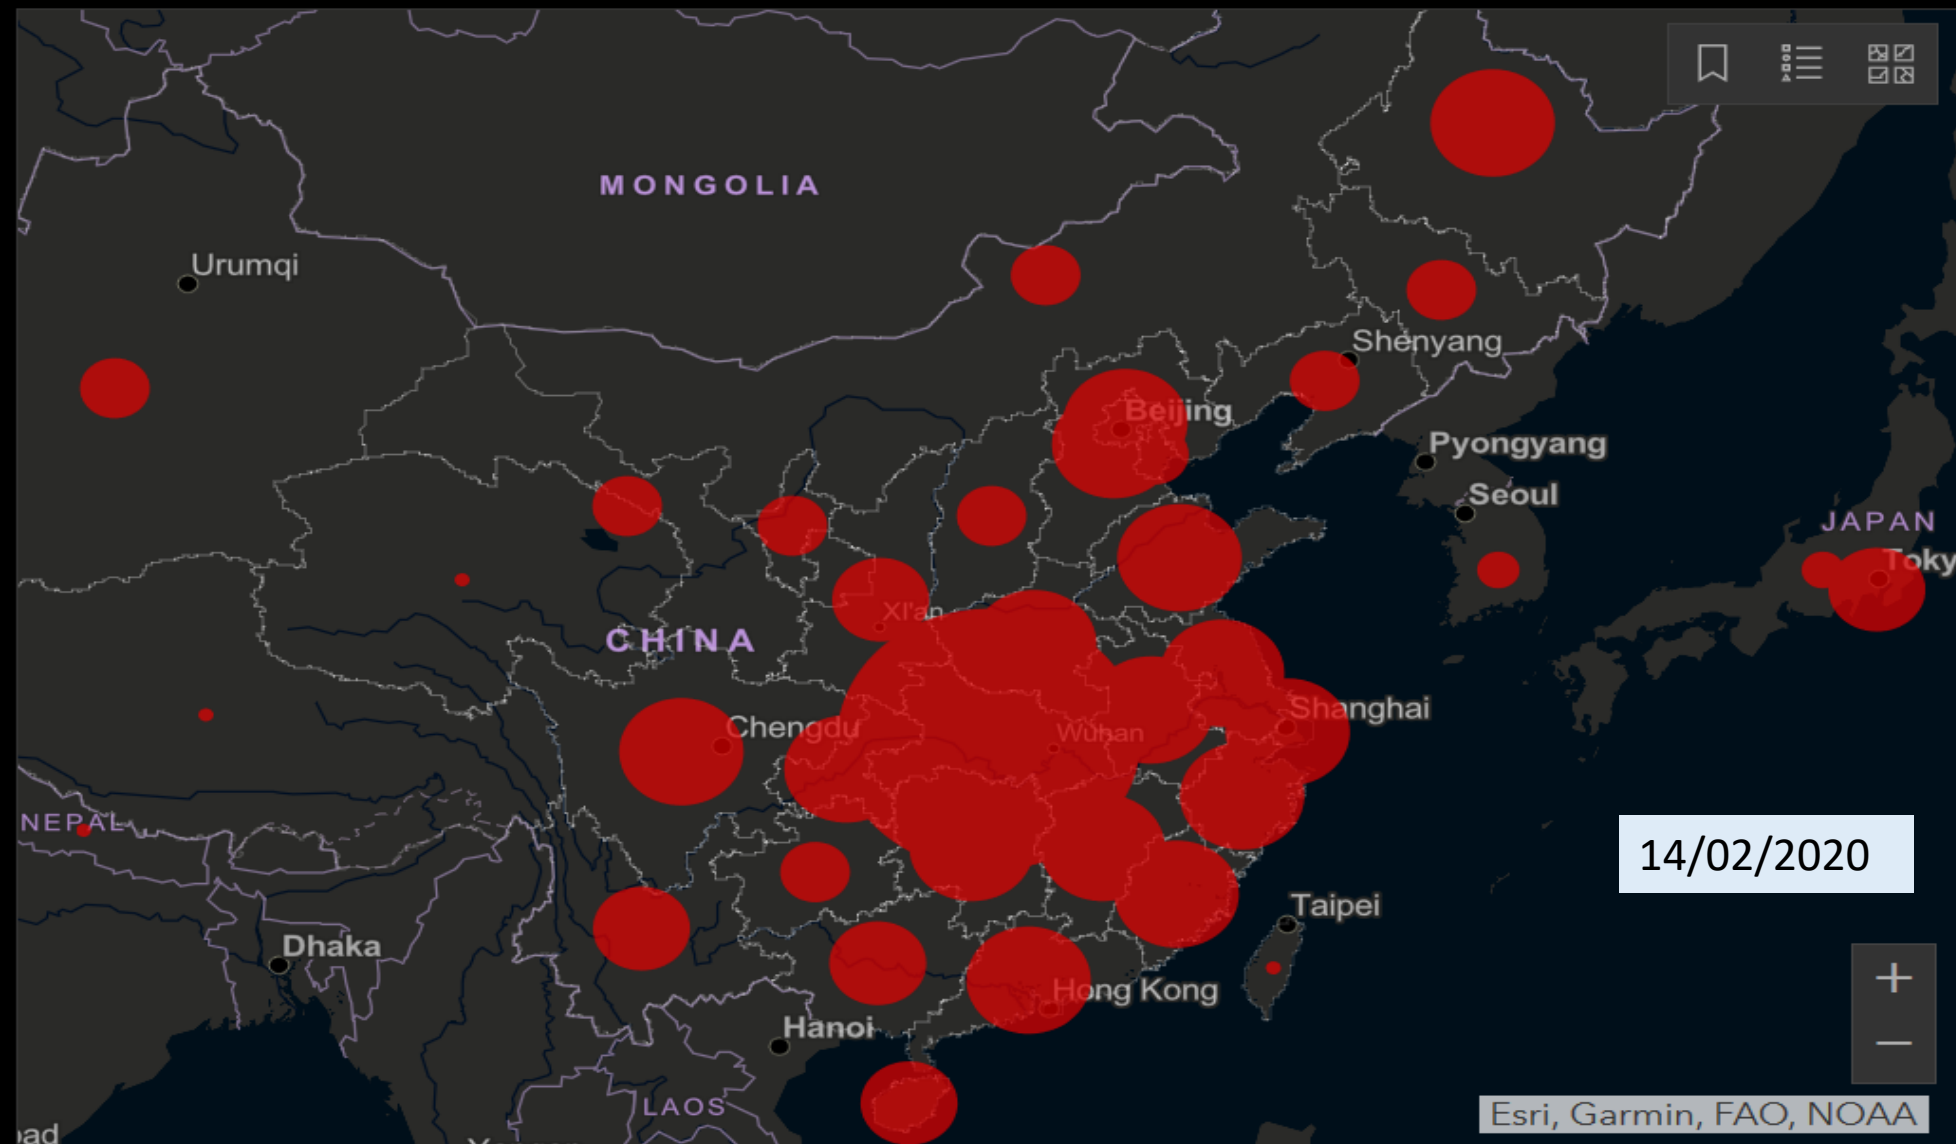 MONGOLIA
Urumqi
Shenyang
Beijing
Pyongyang
Seoul
JAPAN
Toky
Xi'an
CHINA
Shanghai
Chengdu
Wuhan
NEPAL
14/02/2020
Taipei
Dhaka
Hong Kong
Hanoi
LAOS
Esri, Garmin, FAO, NOAA